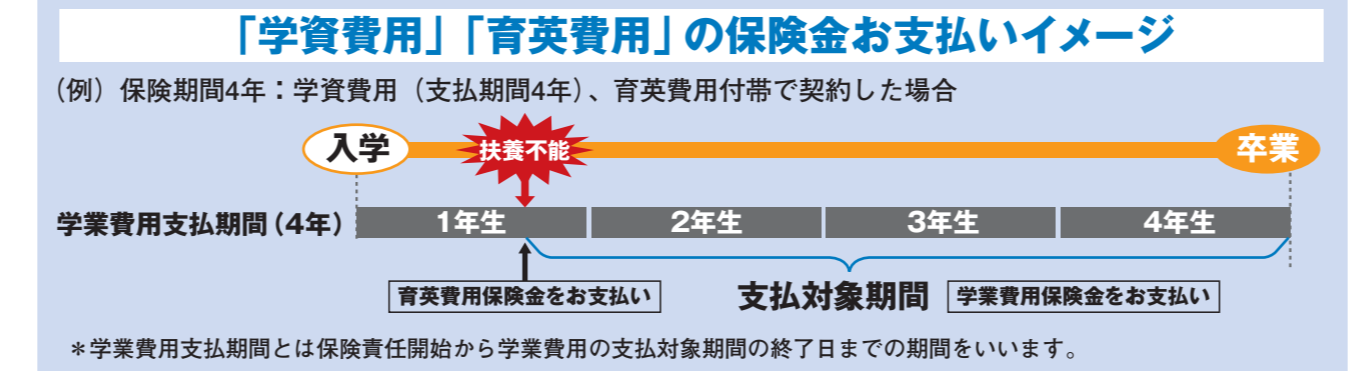 「学資費用」「育英費用」の保険金お支払いイメージ
（例）保険期間4年：学資費用（支払期間4年）、育英費用付帯で契約した場合
入学
扶養不能
卒業
学業費用支払期間（4年）
1年生
2年生
3年生
4年生
育英費用保険金をお支払い
支払対象期間
学業費用保険金をお支払い
＊学業費用支払期間とは保険責任開始から学業費用の支払対象期間の終了日までの期間をいいます。